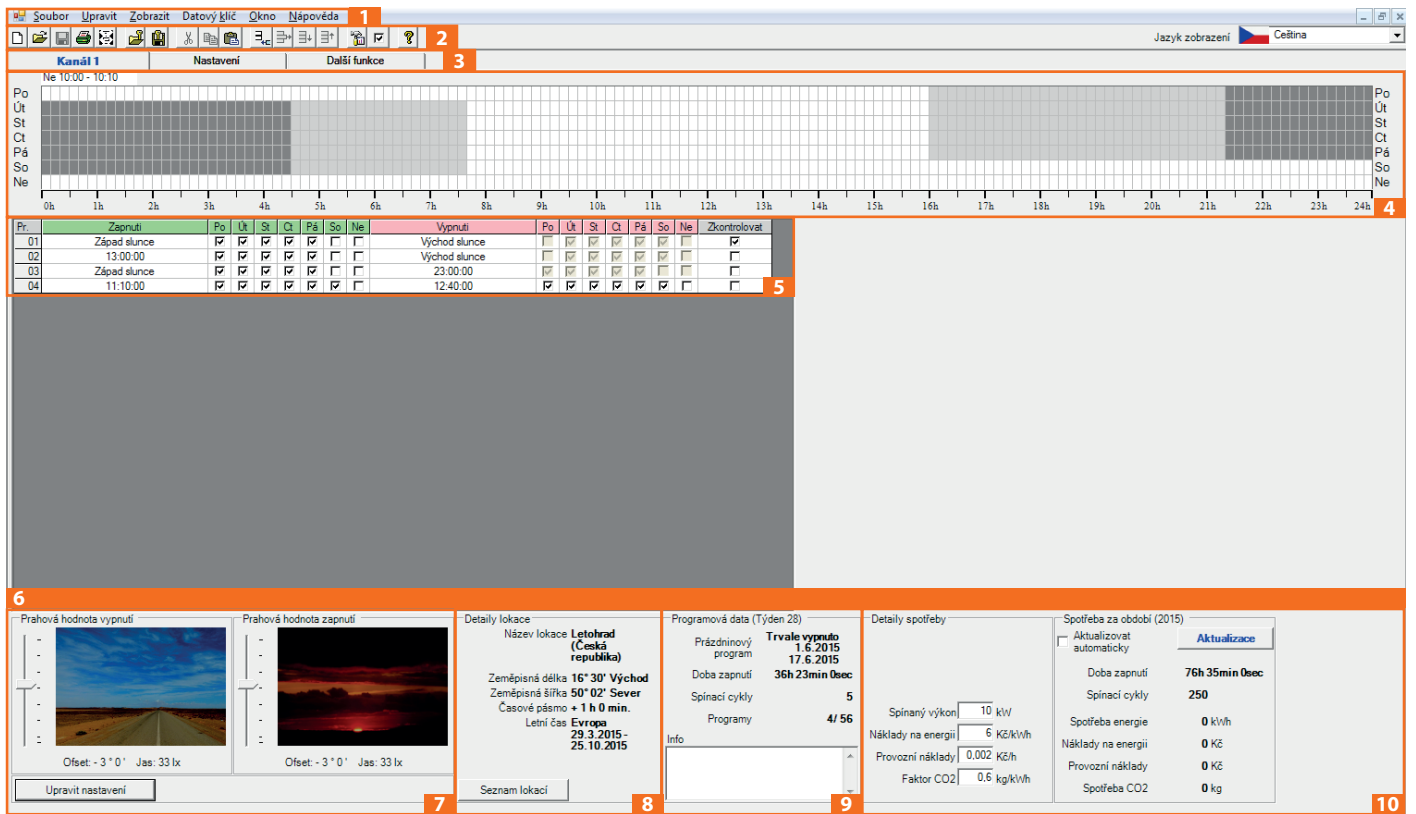 Soubor Upravit Zobrazit Datový klíč Okno Nápověda 1
2 Jazyk zobrazení Čeština
Kanál 1 Nastavení Další funkce 3
Ne 10:00 - 10:10
Po Po
Út Út
St St
Ct Ct
Pá Pá
So So
Ne Ne
0h 1h 2h 3h 4h 5h 6h 7h 8h 9h 10h 11h 12h 13h 14h 15h 16h 17h 18h 19h 20h 21h 22h 23h 24h 4
Pr. Zapnutí Po Út St Ct Pá So Ne Vypnutí Po Út St Ct Pá So Ne Zkontrolovat
01 Západ slunce Východ slunce
02 13:00:00 Východ slunce
03 Západ slunce 23:00:00
04 11:10:00 12:40:00 5
6
Prahová hodnota vypnutí
Ofset: - 3 ° 0 ' Jas: 33 lx
Prahová hodnota zapnutí
Ofset: - 3 ° 0 ' Jas: 33 lx
Upravit nastavení 7
Detaily lokace
Název lokace Letohrad
(Česká
republika)
Zeměpisná délka 16° 30' Východ
Zeměpisná šířka 50° 02' Sever
Časové pásmo + 1 h 0 min.
Letní čas Evropa
29.3.2015 -
25.10.2015
Seznam lokací 8
Programová data (Týden 28)
Prázdninový program Trvale vypnuto
1.6.2015
17.6.2015
Doba zapnutí 36h 23min 0sec
Spínací cykly 5
Programy 4/ 56
Info
9
Detaily spotřeby
Spínaný výkon 10 kW
Náklady na energii 6 Kč/kWh
Provozní náklady 0,002 Kč/h
Faktor CO2 0,6 kg/kWh
Spotřeba za období (2015)
Aktualizovat
automaticky
Aktualizace
Doba zapnutí 76h 35min 0sec
Spínací cykly 250
Spotřeba energie 0 kWh
Náklady na energii 0 Kč
Provozní náklady 0 Kč
Spotřeba CO2 0 kg
10